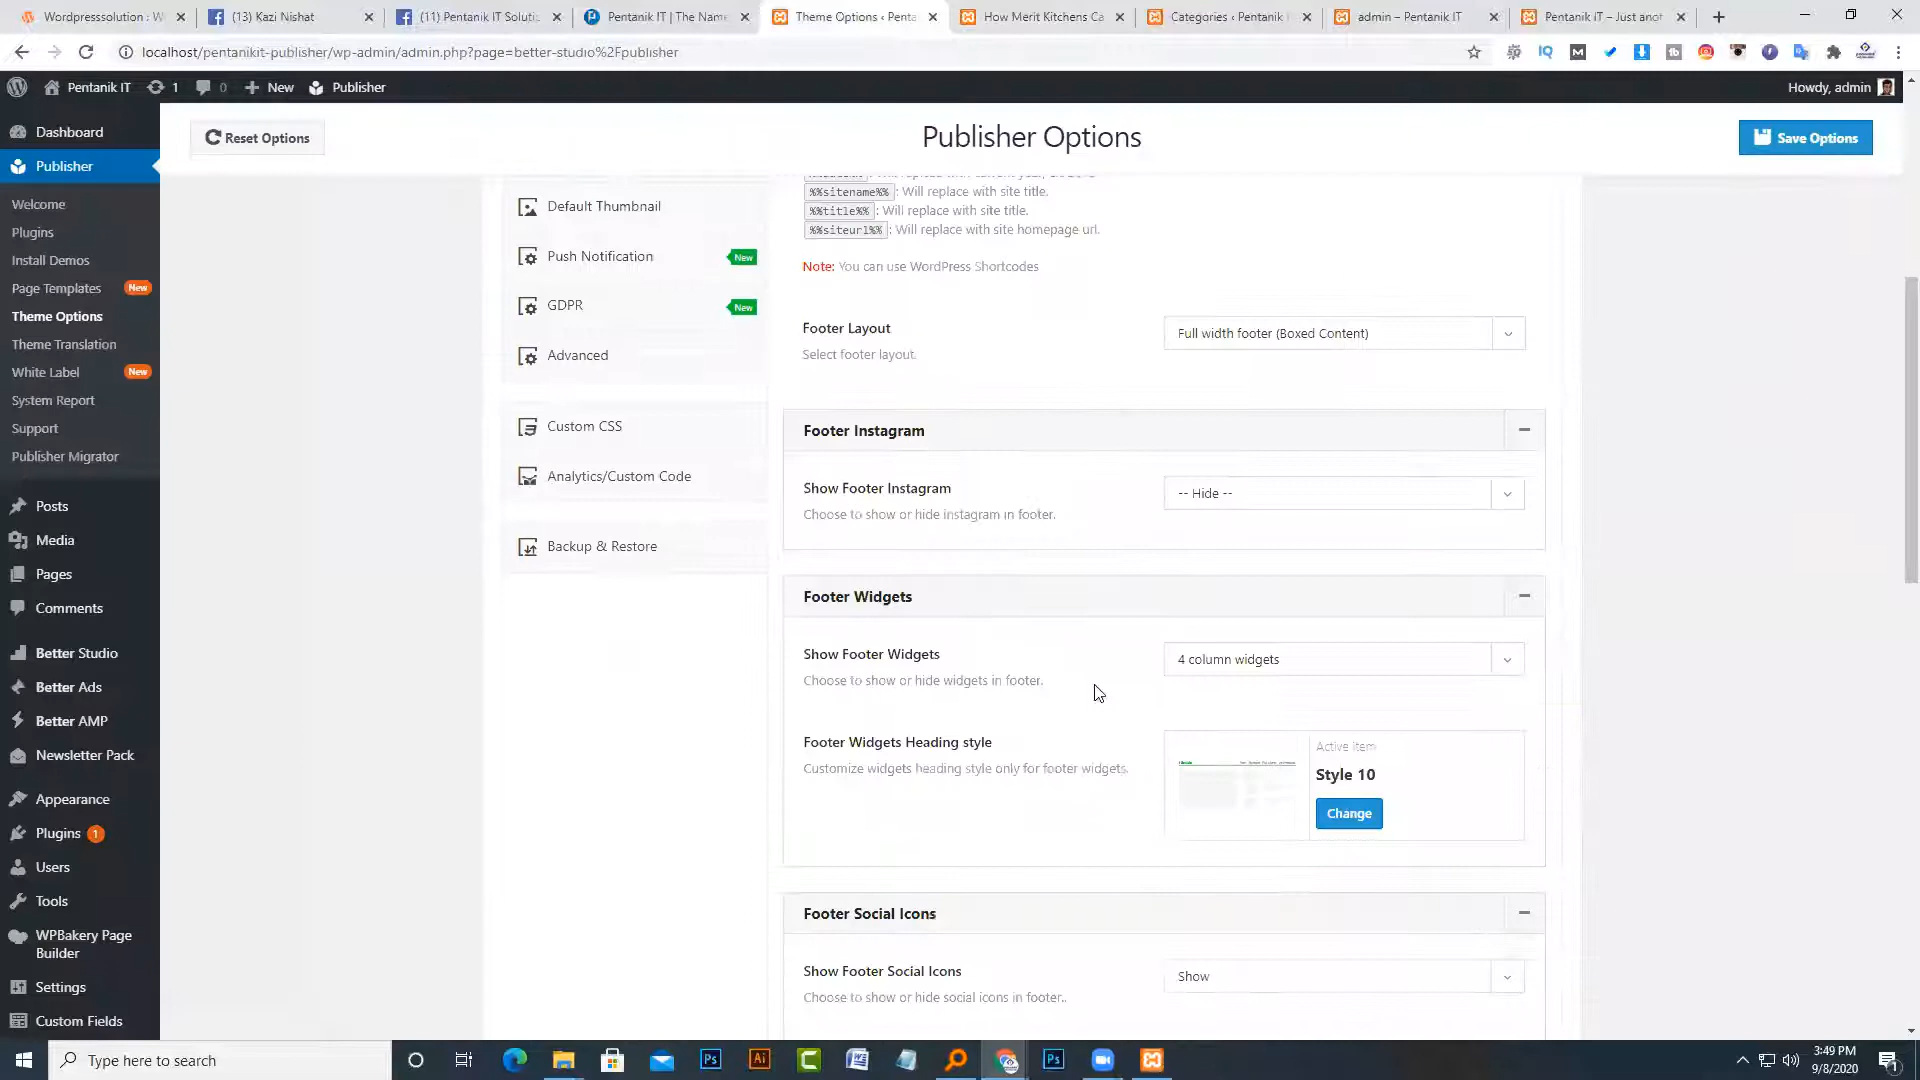 Wordpresssolution : W
(13) Kazi Nishat
(11) Pentanik IT Soluti
Pentanik IT | The Name
Theme Options ‹ Penta
How Merit Kitchens Ca
Categories ‹ Pentanik
admin – Pentanik IT
Pentanik IT – Just anot
localhost/pentanikit-publisher/wp-admin/admin.php?page=better-studio%2Fpublisher
Pentanik IT
1
0
New
Publisher
Howdy, admin
Dashboard
Publisher
Welcome
Plugins
Install Demos
Page Templates New
Theme Options
Theme Translation
White Label New
System Report
Support
Publisher Migrator
Posts
Media
Pages
Comments
Better Studio
Better Ads
Better AMP
Newsletter Pack
Appearance
Plugins 1
Users
Tools
WPBakery Page
Builder
Settings
Custom Fields
Reset Options
Publisher Options
Save Options
Default Thumbnail
Push Notification New
GDPR New
Advanced
Custom CSS
Analytics/Custom Code
Backup & Restore
%%sitename%% : Will replace with site title.
%%title%% : Will replace with site title.
%%siteurl%% : Will replace with site homepage url.
Note: You can use WordPress Shortcodes
Footer Layout
Select footer layout.
Full width footer (Boxed Content)
Footer Instagram
Show Footer Instagram
Choose to show or hide instagram in footer.
-- Hide --
Footer Widgets
Show Footer Widgets
Choose to show or hide widgets in footer.
4 column widgets
Footer Widgets Heading style
Customize widgets heading style only for footer widgets.
Active item
Style 10
Change
Footer Social Icons
Show Footer Social Icons
Choose to show or hide social icons in footer..
Show
Type here to search
3:49 PM
9/8/2020